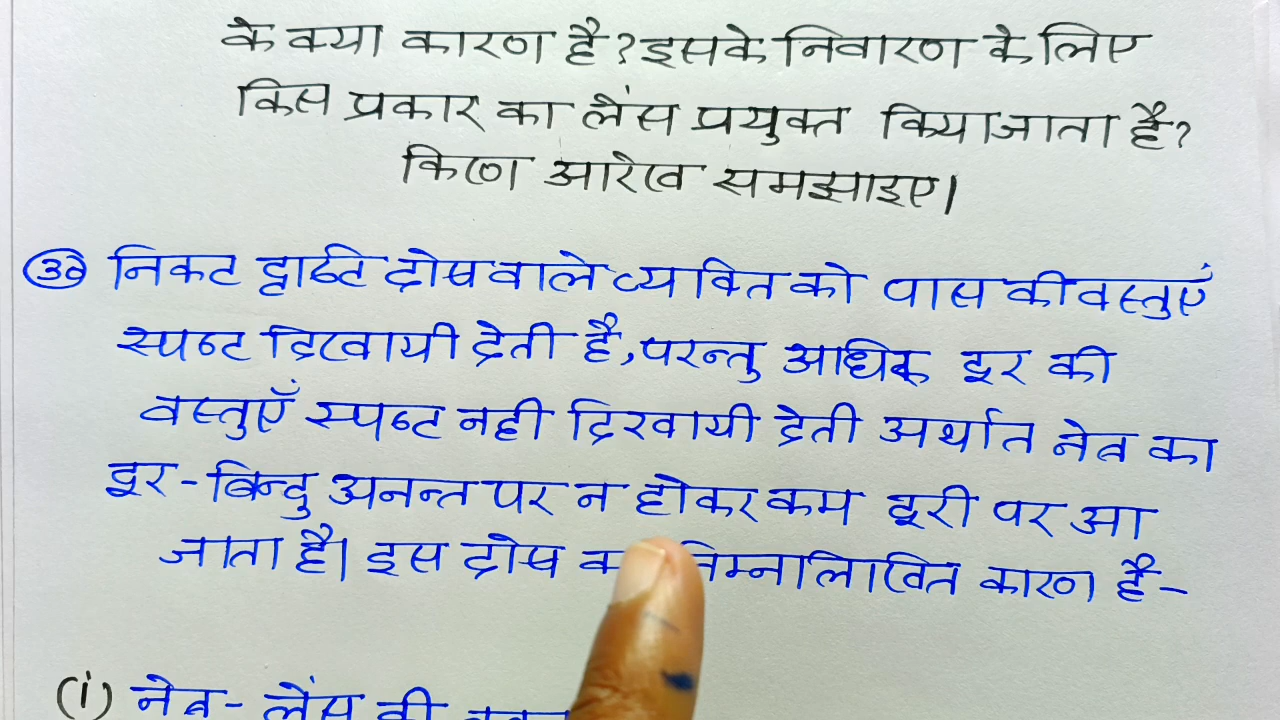 के क्या कारण है? इसके निवारण के लिए
किस प्रकार का लेंस प्रयुक्त किया जाता है?
किरण आरेख समझाइए।
उ० निकट दृष्टि दोष वाले व्यक्ति को पास की वस्तुएँ
स्पष्ट दिखायी देती है, परन्तु अधिक दूर की
वस्तुएँ स्पष्ट नही दिखायी देती अर्थात नेत्र का
दूर-बिन्दु अनन्त पर न होकर कम दूरी पर आ
जाता है। इस दोष निम्नलिखित कारण है-
(i) नेत्र-लेंस की